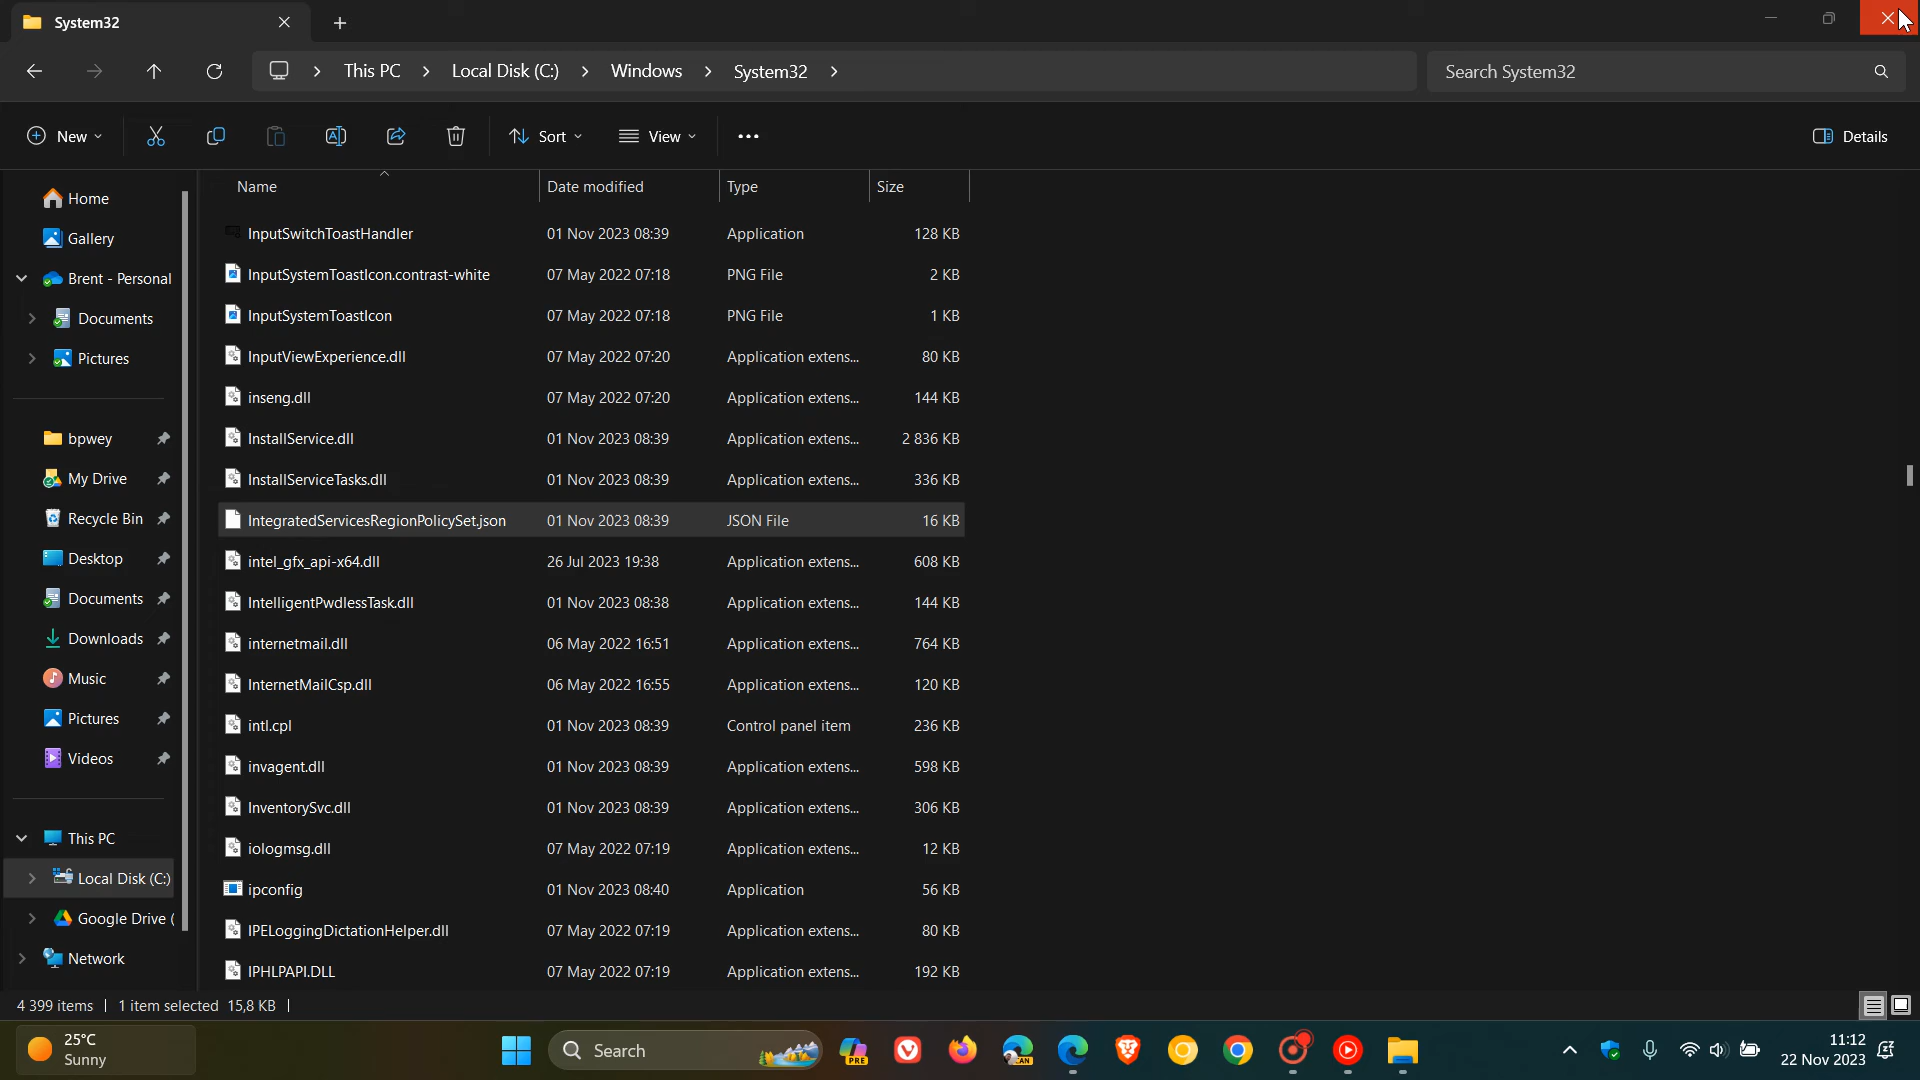 System32
This PC > Local Disk (C:) > Windows > System32 >
Search System32
New
Sort
View
Details
Name Date modified Type Size
InputSwitchToastHandler 01 Nov 2023 08:39 Application 128 KB
InputSystemToastIcon.contrast-white 07 May 2022 07:18 PNG File 2 KB
InputSystemToastIcon 07 May 2022 07:18 PNG File 1 KB
InputViewExperience.dll 07 May 2022 07:20 Application extens... 80 KB
inseng.dll 07 May 2022 07:20 Application extens... 144 KB
InstallService.dll 01 Nov 2023 08:39 Application extens... 2 836 KB
InstallServiceTasks.dll 01 Nov 2023 08:39 Application extens... 336 KB
IntegratedServicesRegionPolicySet.json 01 Nov 2023 08:39 JSON File 16 KB
intel_gfx_api-x64.dll 26 Jul 2023 19:38 Application extens... 608 KB
IntelligentPwdlessTask.dll 01 Nov 2023 08:38 Application extens... 144 KB
internetmail.dll 06 May 2022 16:51 Application extens... 764 KB
InternetMailCsp.dll 06 May 2022 16:55 Application extens... 120 KB
intl.cpl 01 Nov 2023 08:39 Control panel item 236 KB
invagent.dll 01 Nov 2023 08:39 Application extens... 598 KB
InventorySvc.dll 01 Nov 2023 08:39 Application extens... 306 KB
iologmsg.dll 07 May 2022 07:19 Application extens... 12 KB
ipconfig 01 Nov 2023 08:40 Application 56 KB
IPELoggingDictationHelper.dll 07 May 2022 07:19 Application extens... 80 KB
IPHLPAPI.DLL 07 May 2022 07:19 Application extens... 192 KB
Home
Gallery
Brent - Personal
Documents
Pictures
bpwey
My Drive
Recycle Bin
Desktop
Documents
Downloads
Music
Pictures
Videos
This PC
Local Disk (C:)
Google Drive (
Network
4 399 items | 1 item selected 15,8 KB |
25°C
Sunny
Search
PRE
CAN
11:12
22 Nov 2023